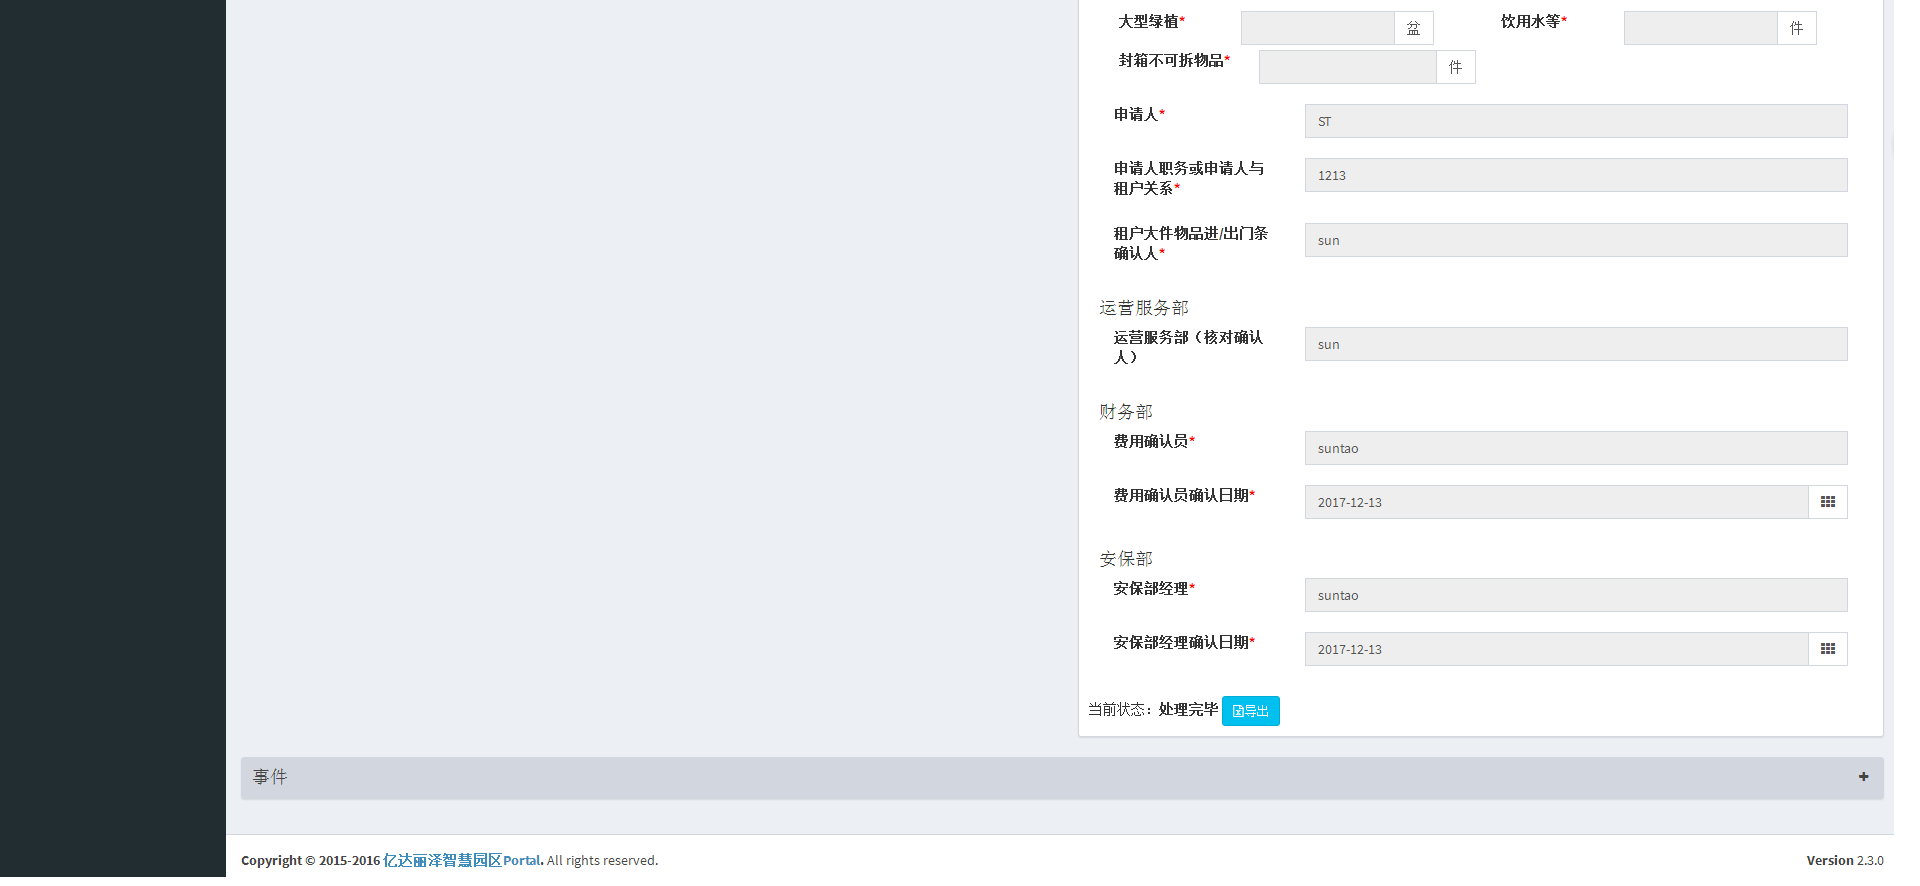 大型绿植* 盆 饮用水等* 件
封箱不可拆物品* 件
申请人* ST
申请人职务或申请人与
租户关系* 1213
租户大件物品进/出门条
确认人* sun
运营服务部
运营服务部（核对确认
人） sun
财务部
费用确认员* suntao
费用确认员确认日期* 2017-12-13
安保部
安保部经理* suntao
安保部经理确认日期* 2017-12-13
当前状态：处理完毕 导出
事件
Copyright © 2015-2016 亿达丽泽智慧园区Portal. All rights reserved. Version 2.3.0